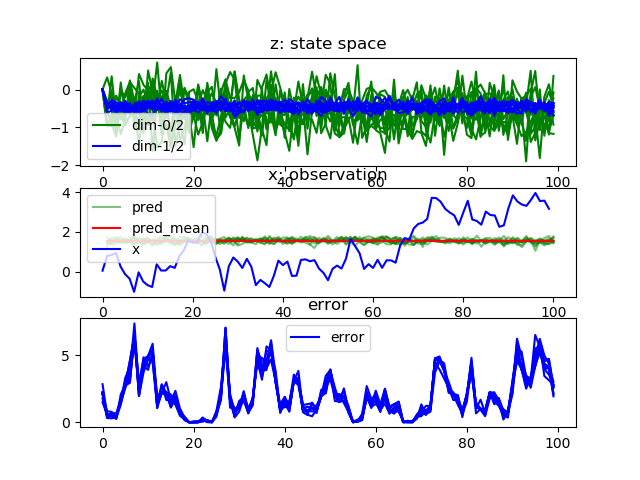 z: state space
0
−1
−2
dim-0/2
dim-1/2
0 20 40 60 80 100
x: observation
4
2
0
pred
pred_mean
x
0 20 40 60 80 100
error
5
0
error
0 20 40 60 80 100